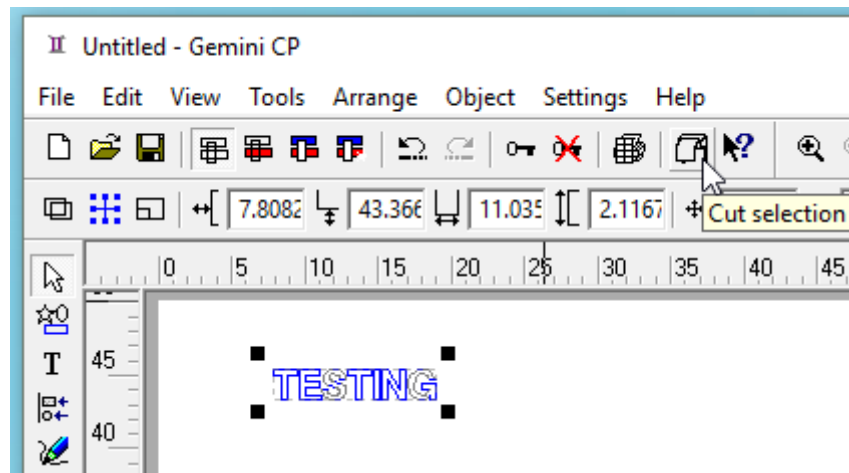 Untitled - Gemini CP
File Edit View Tools Arrange Object Settings Help
7.8082 43.366 11.035 2.1167
Cut selection
0 5 10 15 20 25 30 35 40 45
TESTING
T
45
40